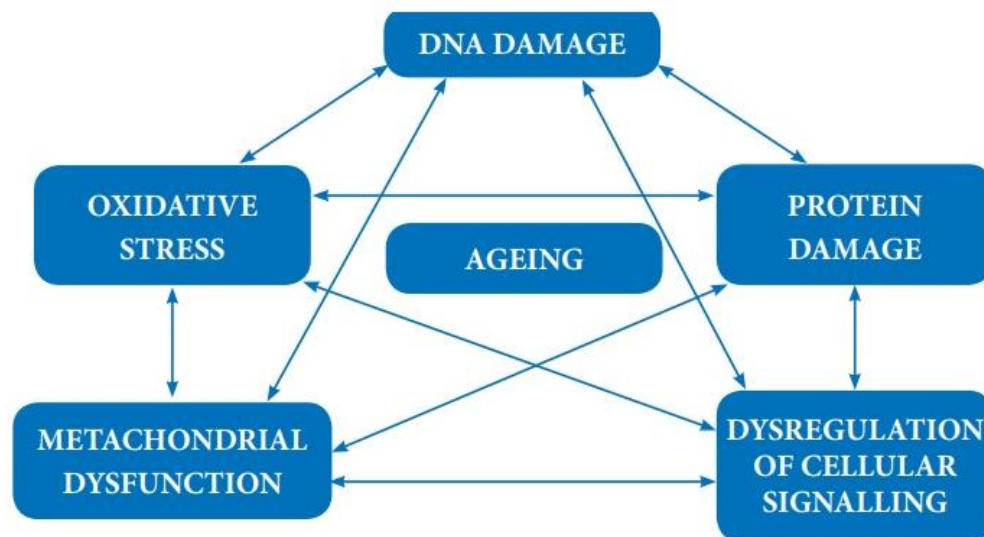 DNA DAMAGE
OXIDATIVE
STRESS
PROTEIN
DAMAGE
AGEING
METACHONDRIAL
DYSFUNCTION
DYSREGULATION
OF CELLULAR
SIGNALLING